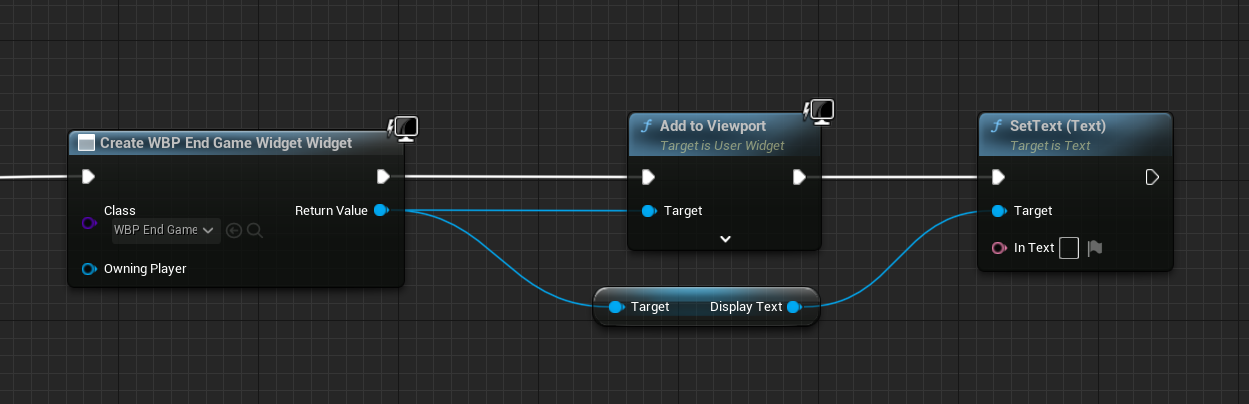 Create WBP End Game Widget Widget
Class
WBP End Game
Return Value
Owning Player
Add to Viewport
Target is User Widget
Target
Target
Display Text
SetText (Text)
Target is Text
Target
In Text